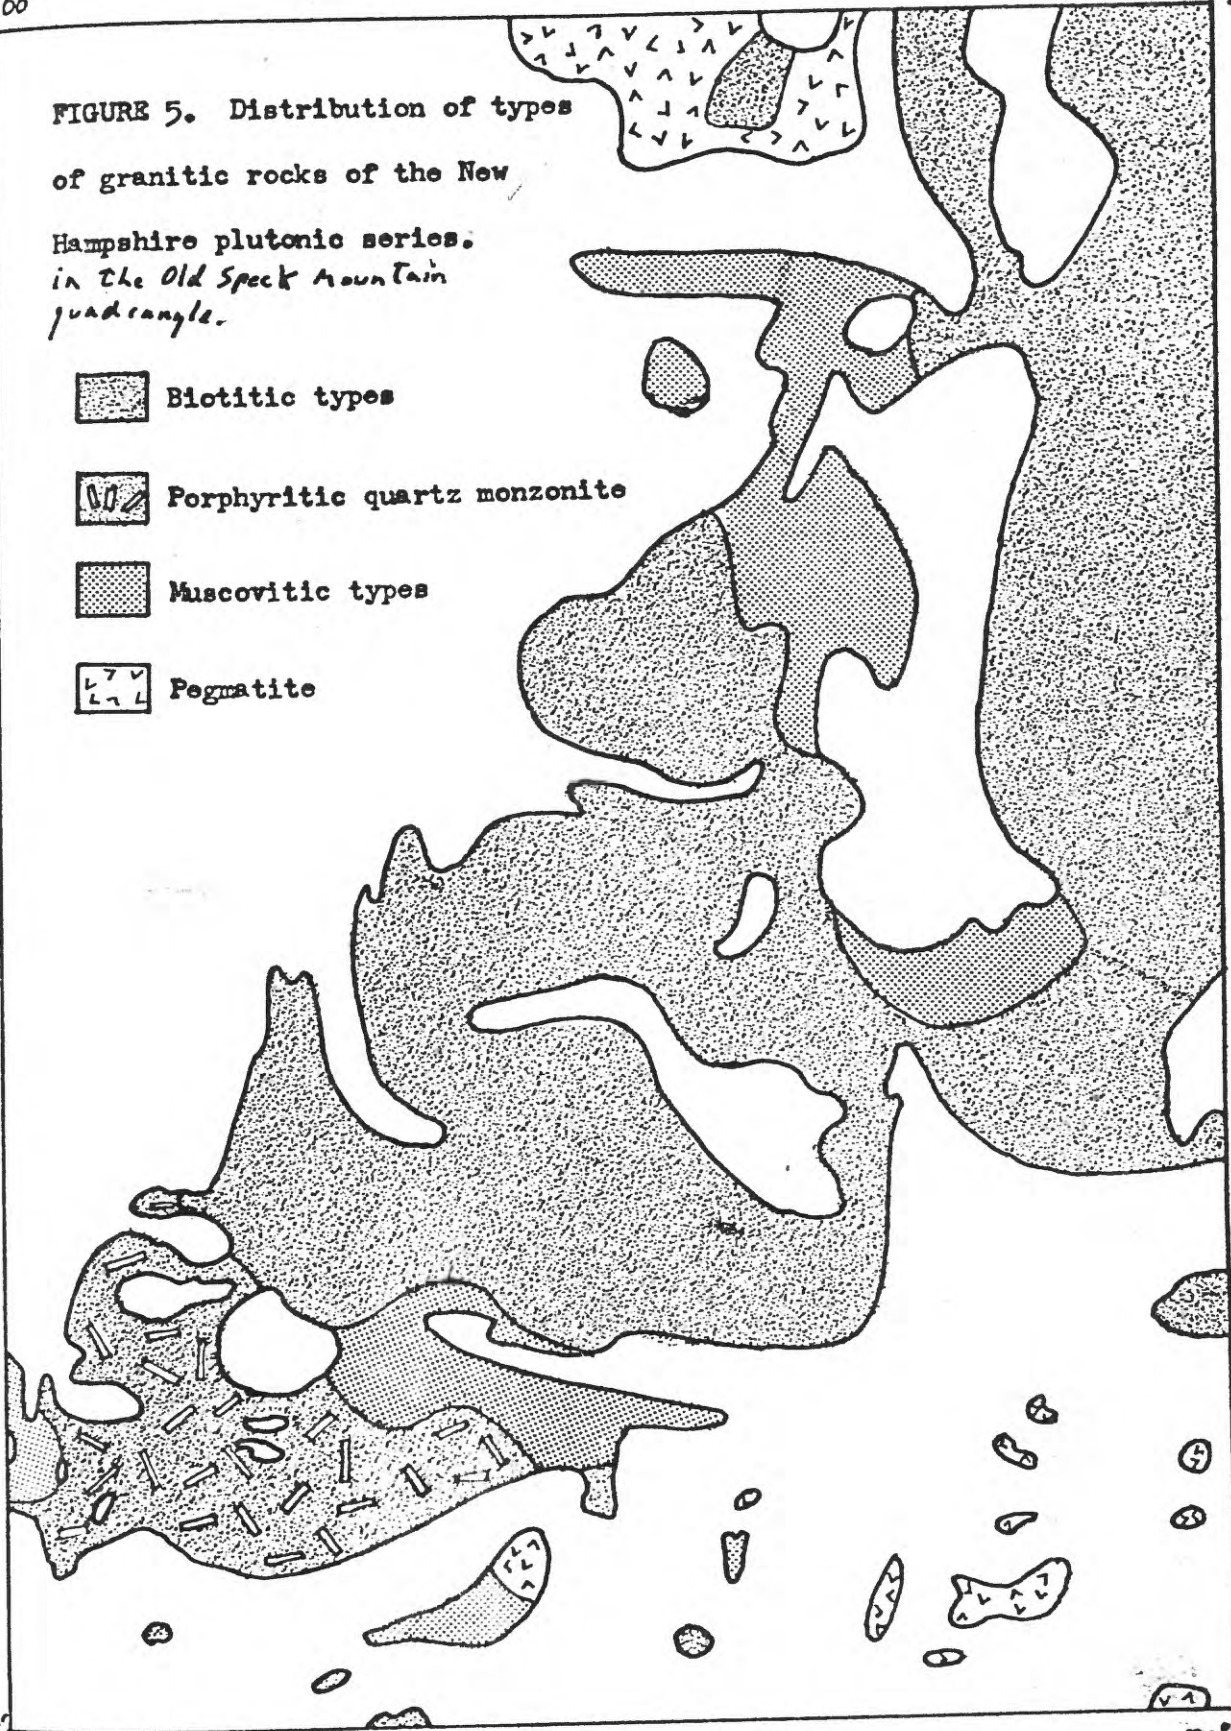 00
FIGURE 5. Distribution of types
of granitic rocks of the New
Hampshire plutonic series.
in the Old Speck Mountain
quadrangle.
Biotitic types
Porphyritic quartz monzonite
Muscovitic types
Pegmatite